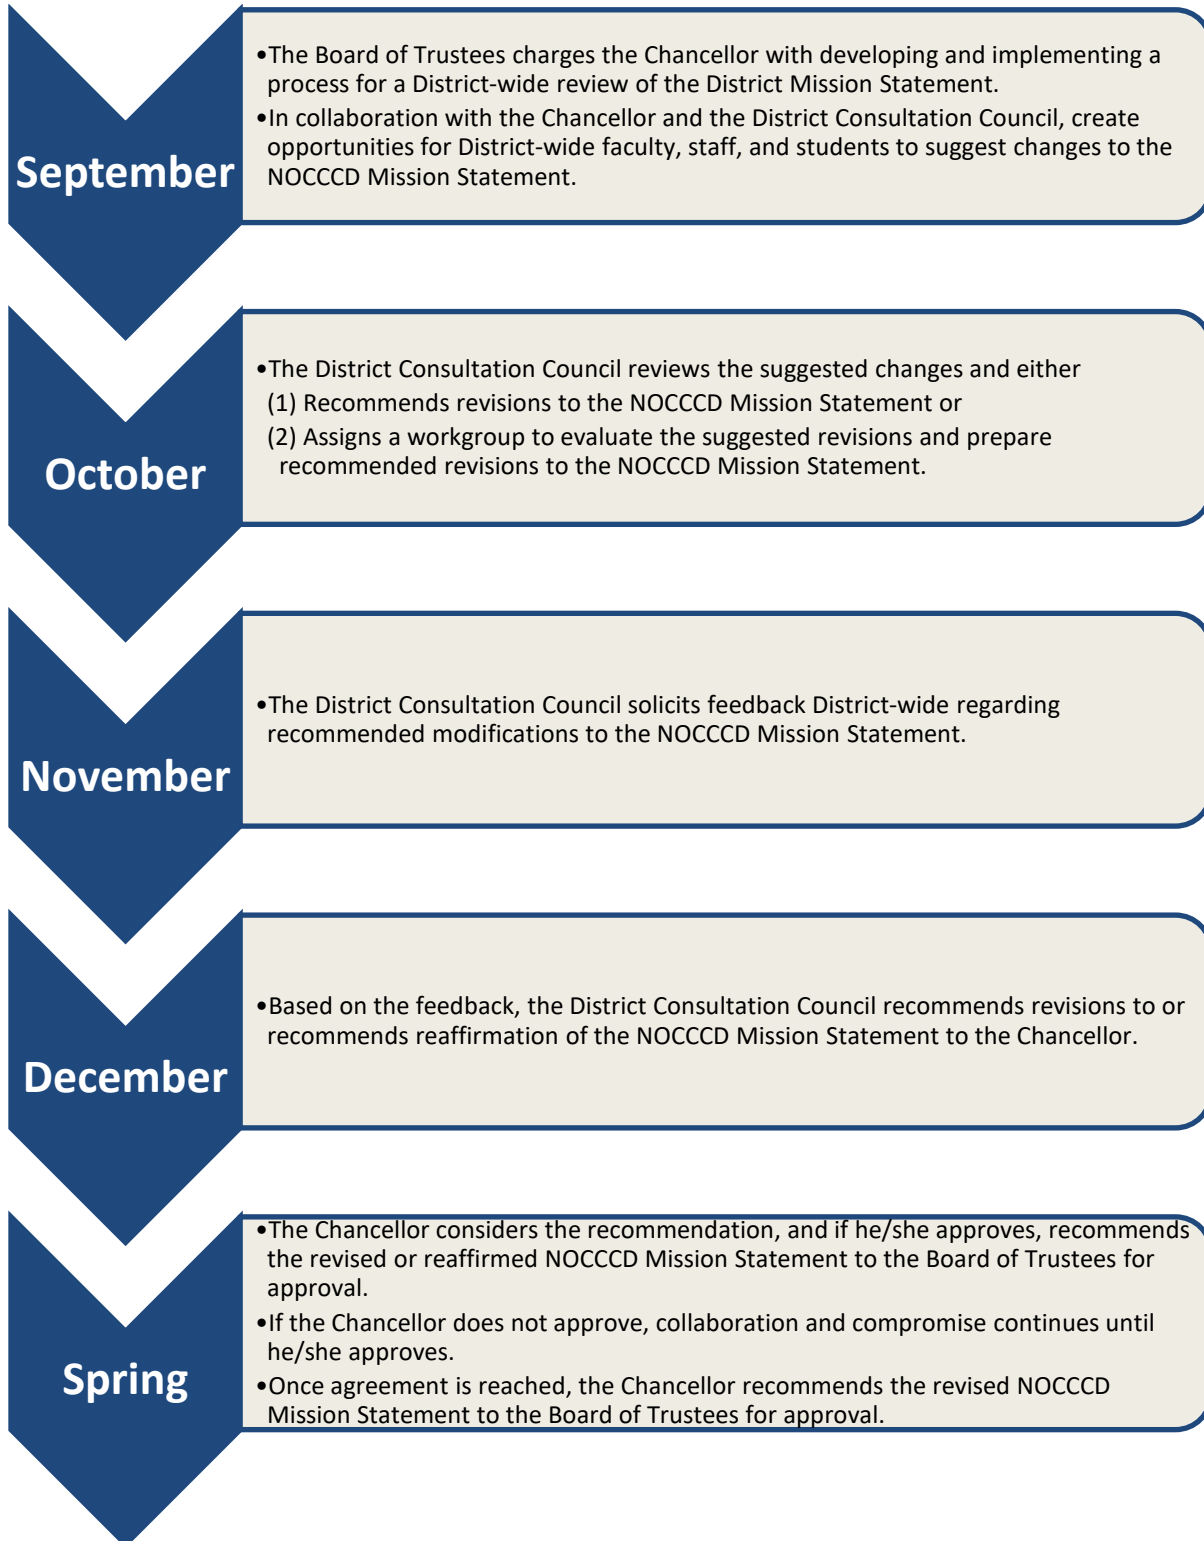 September
•The Board of Trustees charges the Chancellor with developing and implementing a
process for a District-wide review of the District Mission Statement.
•In collaboration with the Chancellor and the District Consultation Council, create
opportunities for District-wide faculty, staff, and students to suggest changes to the
NOCCCD Mission Statement.
October
•The District Consultation Council reviews the suggested changes and either
(1) Recommends revisions to the NOCCCD Mission Statement or
(2) Assigns a workgroup to evaluate the suggested revisions and prepare
recommended revisions to the NOCCCD Mission Statement.
November
•The District Consultation Council solicits feedback District-wide regarding
recommended modifications to the NOCCCD Mission Statement.
December
•Based on the feedback, the District Consultation Council recommends revisions to or
recommends reaffirmation of the NOCCCD Mission Statement to the Chancellor.
Spring
•The Chancellor considers the recommendation, and if he/she approves, recommends
the revised or reaffirmed NOCCCD Mission Statement to the Board of Trustees for
approval.
•If the Chancellor does not approve, collaboration and compromise continues until
he/she approves.
•Once agreement is reached, the Chancellor recommends the revised NOCCCD
Mission Statement to the Board of Trustees for approval.